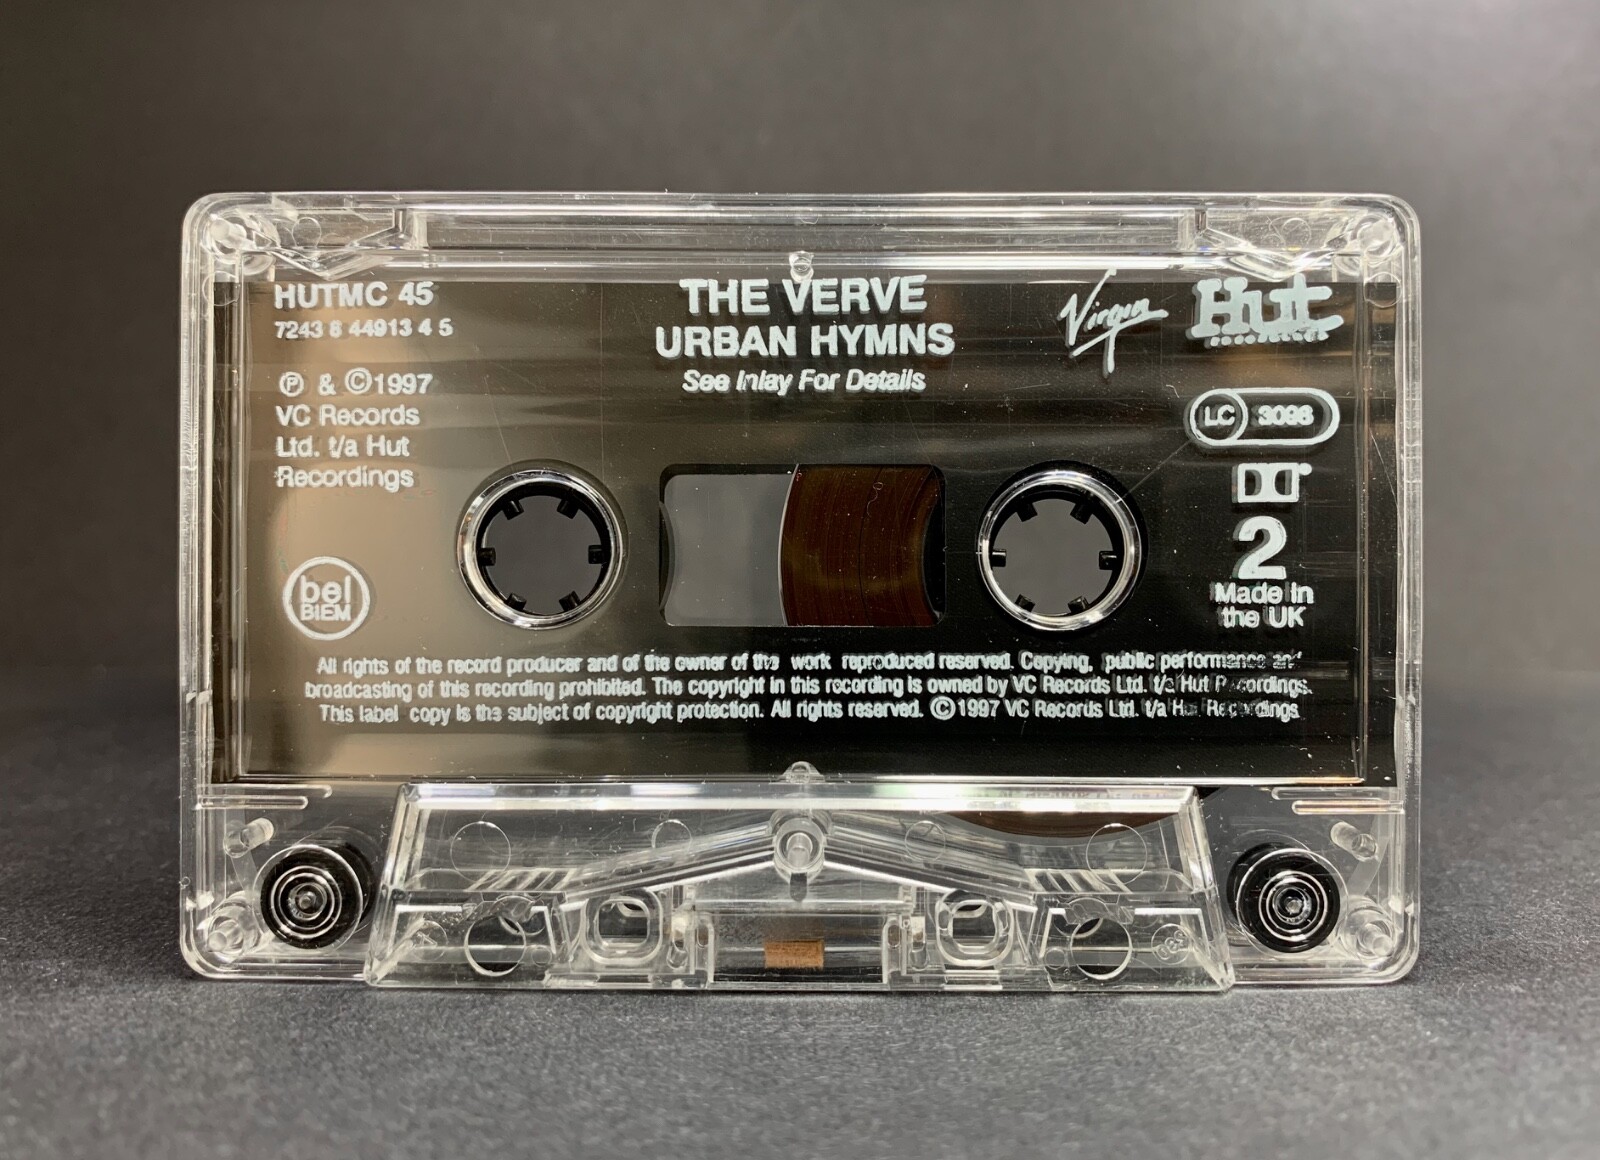 HUTMC 45
7243 8 44913 4 5
℗ & ©1997
VC Records
Ltd. t/a Hut
Recordings
THE VERVE
URBAN HYMNS
See Inlay For Details
Virgin
Hut
LC 3098
2
Made in
the UK
bel
BIEM
All rights of the record producer and of the owner of the work reproduced reserved. Copying, public performance and
broadcasting of this recording prohibited. The copyright in this recording is owned by VC Records Ltd. t/a Hut Recordings.
This label copy is the subject of copyright protection. All rights reserved. ©1997 VC Records Ltd. t/a Hut Recordings